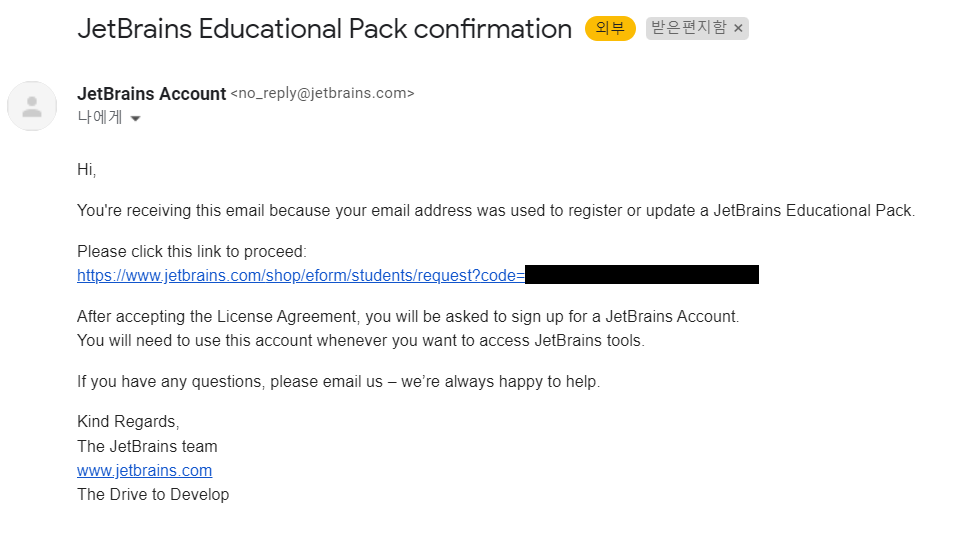 JetBrains Educational Pack confirmation 외부 받은편지함 ×
JetBrains Account <no_reply@jetbrains.com>
나에게
Hi,
You're receiving this email because your email address was used to register or update a JetBrains Educational Pack.
Please click this link to proceed:
https://www.jetbrains.com/shop/eform/students/request?code=
After accepting the License Agreement, you will be asked to sign up for a JetBrains Account.
You will need to use this account whenever you want to access JetBrains tools.
If you have any questions, please email us – we’re always happy to help.
Kind Regards,
The JetBrains team
www.jetbrains.com
The Drive to Develop